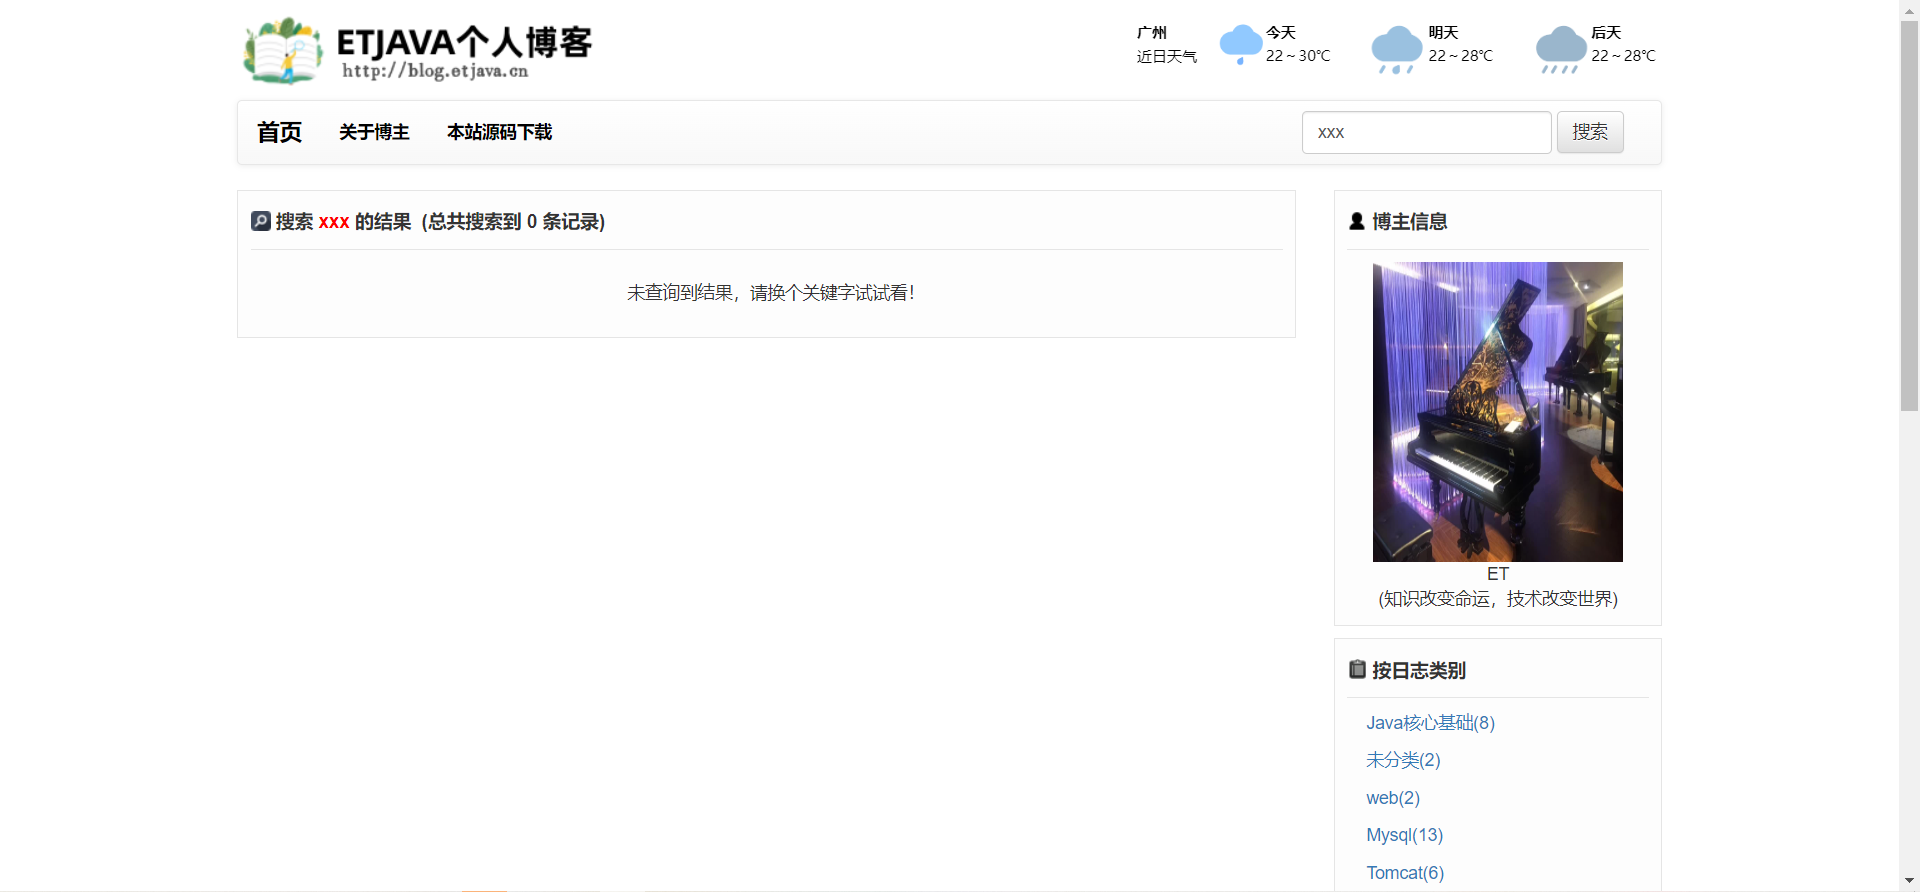 ETJAVA个人博客
http://blog.etjava.cn
广州
近日天气
今天
22～30℃
明天
22～28℃
后天
22～28℃
首页 关于博主 本站源码下载
xxx
搜索
搜索 xxx 的结果 (总共搜索到 0 条记录)
未查询到结果，请换个关键字试试看！
博主信息
ET
(知识改变命运，技术改变世界)
按日志类别
Java核心基础(8)
未分类(2)
web(2)
Mysql(13)
Tomcat(6)